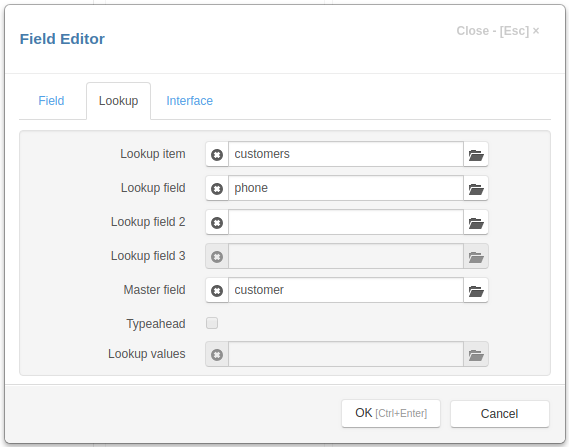 Field Editor
Close - [Esc] ×
Field Lookup Interface
Lookup item customers
Lookup field phone
Lookup field 2
Lookup field 3
Master field customer
Typeahead
Lookup values
OK [Ctrl+Enter] Cancel